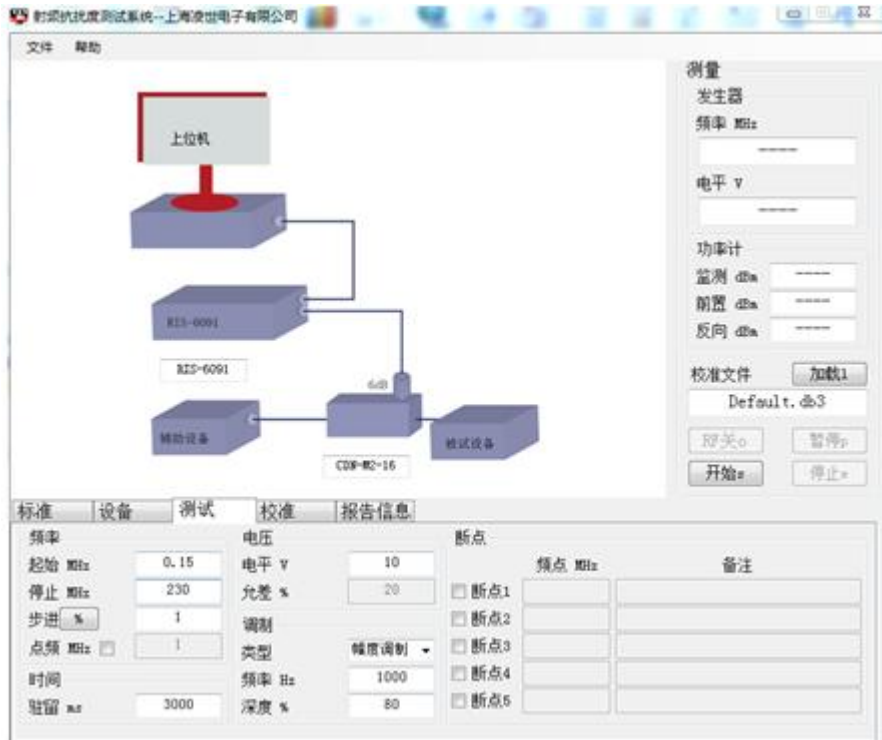 射频抗扰度测试系统--上海凌世电子有限公司
文件 帮助
上位机
RIS-6091
RIS-6091
6dB
辅助设备
被试设备
CDN-M2-16
测量
发生器
频率 MHz
----
电平 V
----
功率计
监测 dBm ----
前置 dBm ----
反向 dBm ----
校准文件 加载l
Default.db3
RF关o 暂停p
开始s 停止e
标准 设备 测试 校准 报告信息
频率
起始 MHz 0.15
停止 MHz 230
步进 % 1
点频 MHz 1
时间
驻留 ms 3000
电压
电平 V 10
允差 % 20
调制
类型 幅度调制
频率 Hz 1000
深度 % 80
断点
频点 MHz 备注
断点1
断点2
断点3
断点4
断点5